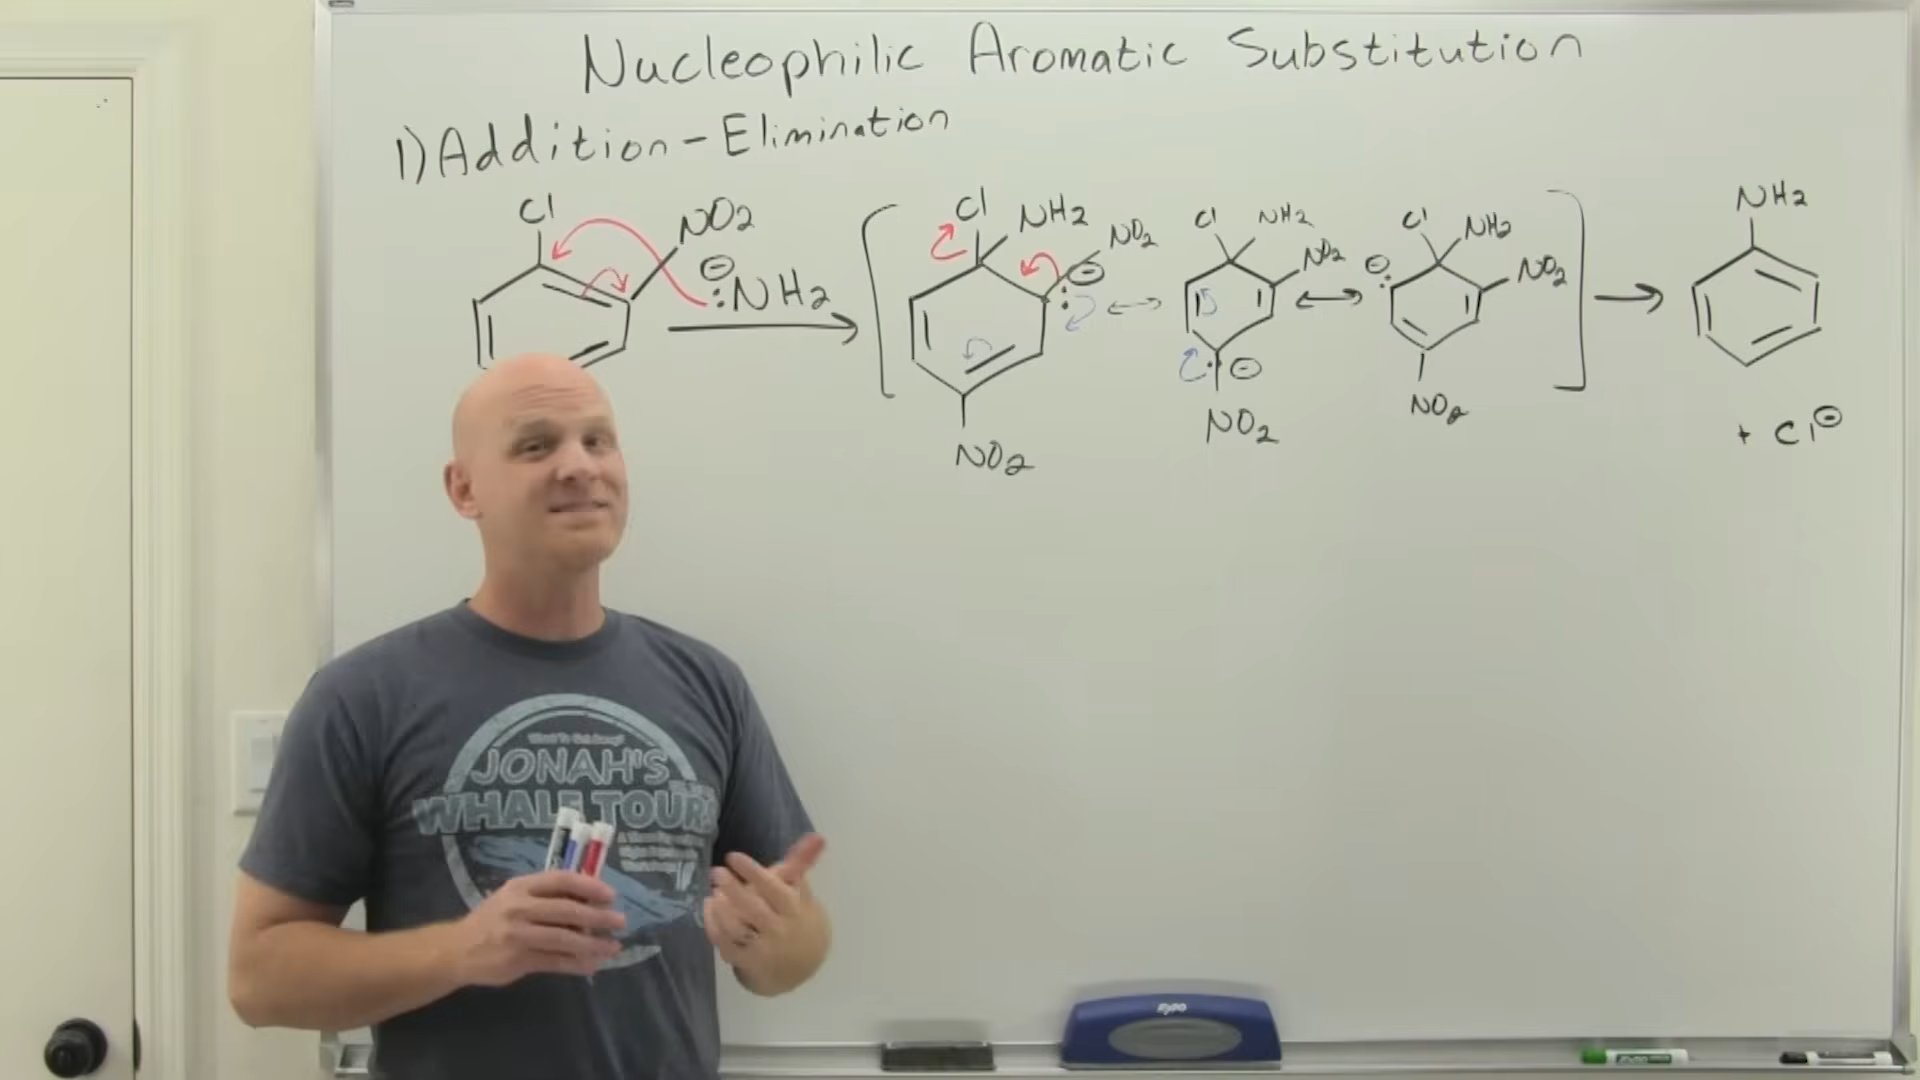 Nucleophilic Aromatic Substitution
1) Addition - Elimination
Cl
NO2
⊖
:NH2
Cl NH2
NO2
⊖
NO2
Cl NH2
NO2
⊖
NO2
Cl NH2
⊖
NO2
NO2
NH2
+ Cl⊖
JONAH'S
WHALE TOURS
EXPO